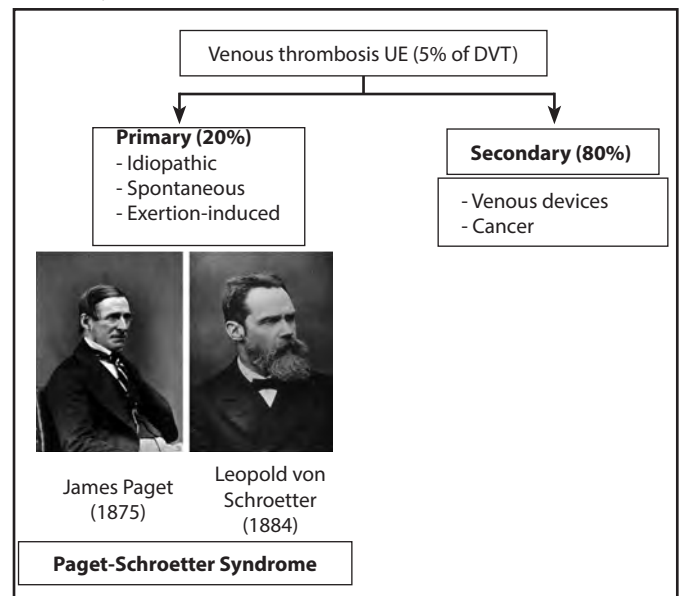 Venous thrombosis UE (5% of DVT)
Primary (20%)
- Idiopathic
- Spontaneous
- Exertion-induced
Secondary (80%)
- Venous devices
- Cancer
James Paget
(1875)
Leopold von
Schroetter
(1884)
Paget-Schroetter Syndrome